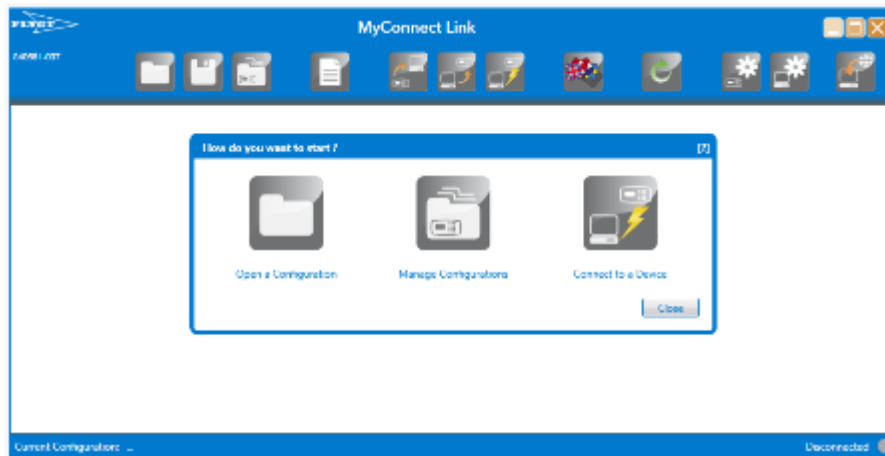 FLYGT
MyConnect Link
How do you want to start ? [?]
Open a Configuration
Manage Configurations
Connect to a Device
Close
Current Configuration: _
Disconnected